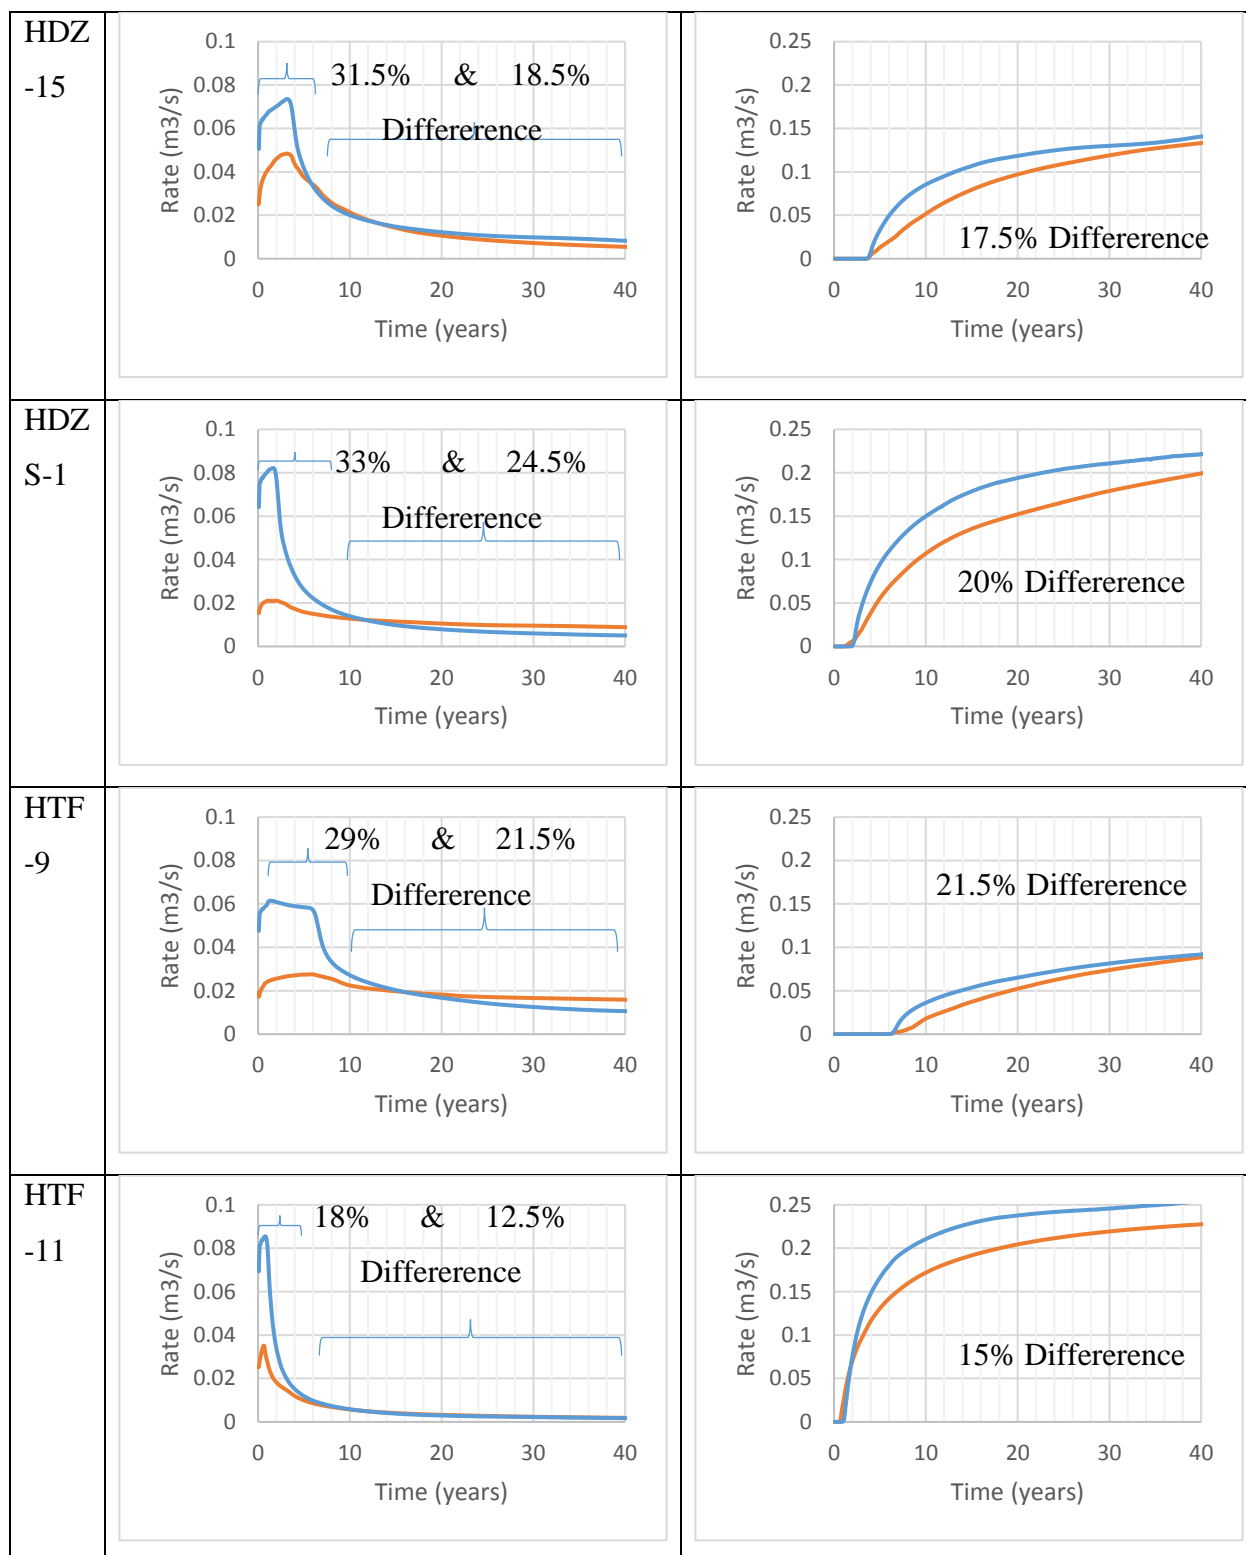 HDZ
-15
0.1
0.08
0.06
0.04
0.02
0
Rate (m3/s)
31.5% & 18.5%
Differerence
0 10 20 30 40
Time (years)
0.25
0.2
0.15
0.1
0.05
0
Rate (m3/s)
17.5% Differerence
0 10 20 30 40
Time (years)
HDZ
S-1
0.1
0.08
0.06
0.04
0.02
0
Rate (m3/s)
33% & 24.5%
Differerence
0 10 20 30 40
Time (years)
0.25
0.2
0.15
0.1
0.05
0
Rate (m3/s)
20% Differerence
0 10 20 30 40
Time (years)
HTF
-9
0.1
0.08
0.06
0.04
0.02
0
Rate (m3/s)
29% & 21.5%
Differerence
0 10 20 30 40
Time (years)
0.25
0.2
0.15
0.1
0.05
0
Rate (m3/s)
21.5% Differerence
0 10 20 30 40
Time (years)
HTF
-11
0.1
0.08
0.06
0.04
0.02
0
Rate (m3/s)
18% & 12.5%
Differerence
0 10 20 30 40
Time (years)
0.25
0.2
0.15
0.1
0.05
0
Rate (m3/s)
15% Differerence
0 10 20 30 40
Time (years)